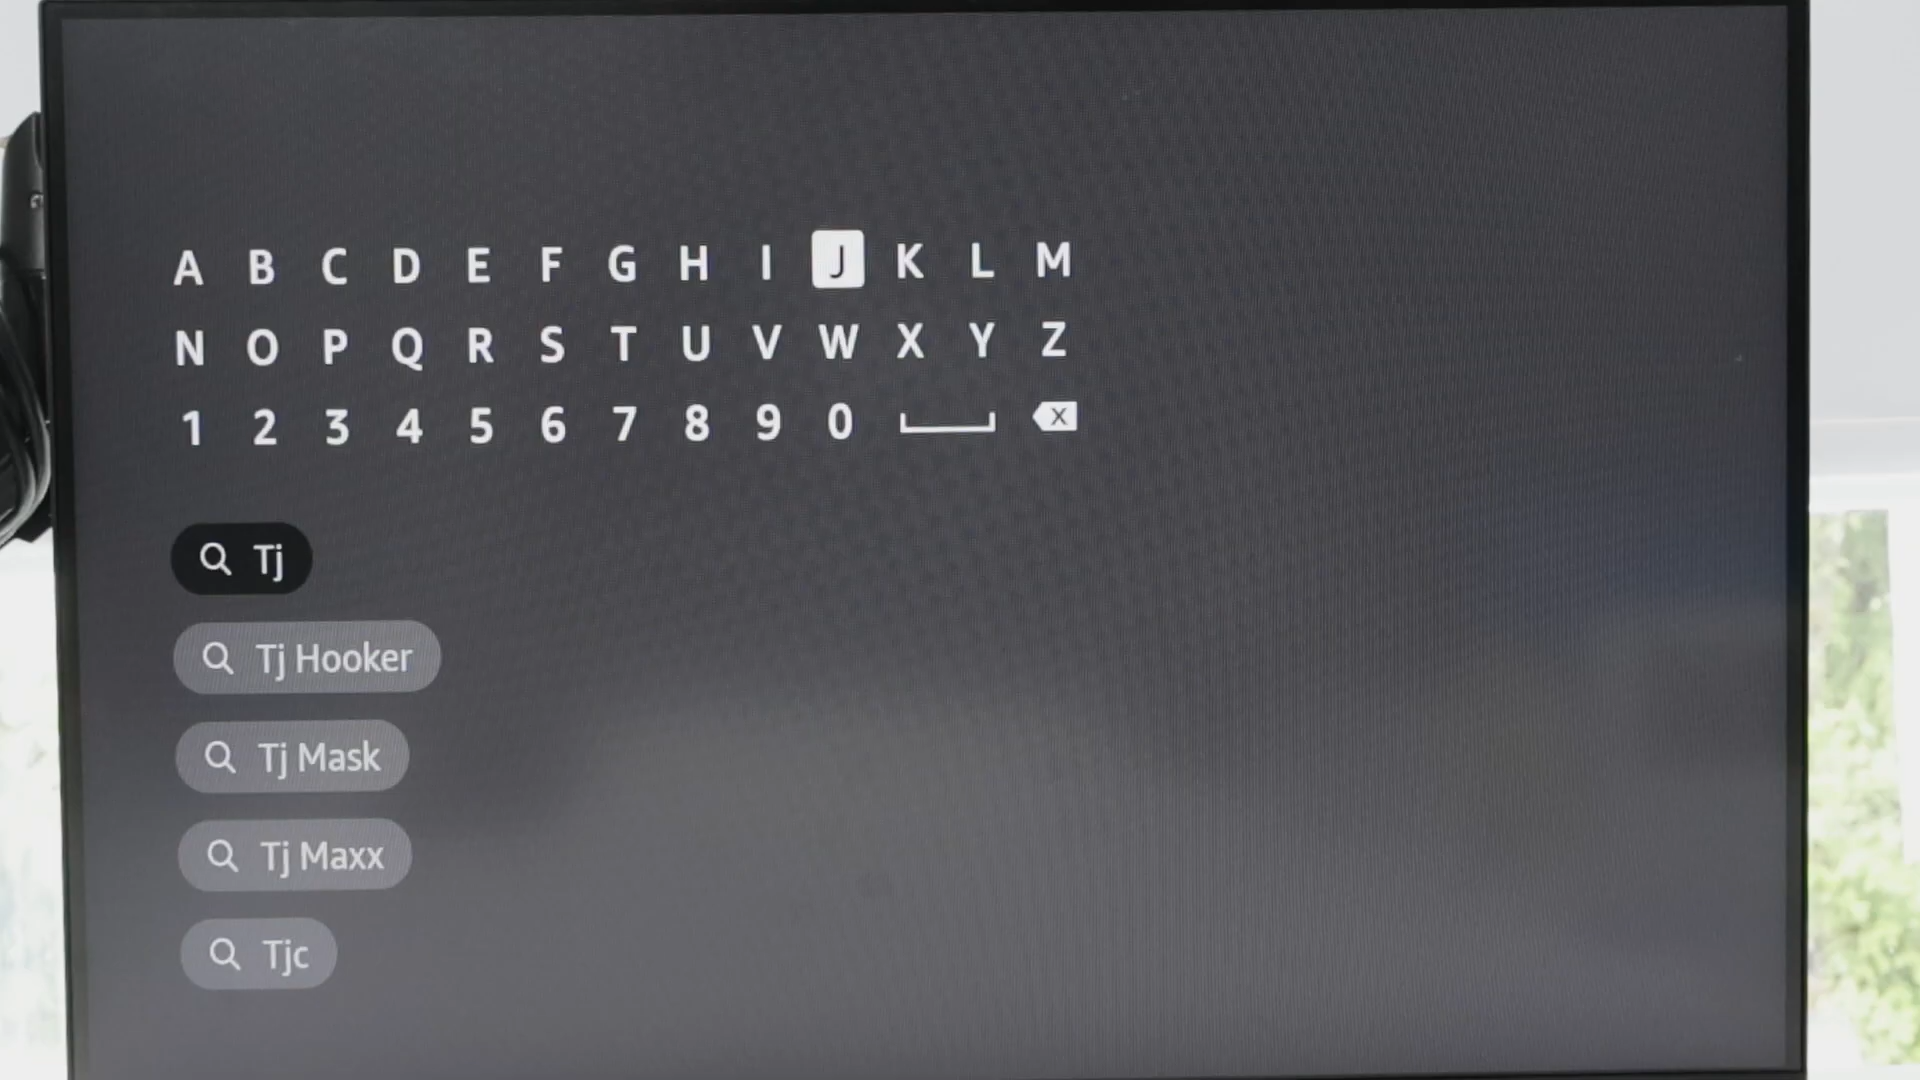 A B C D E F G H I J K L M
N O P Q R S T U V W X Y Z
1 2 3 4 5 6 7 8 9 0
Tj
Tj Hooker
Tj Mask
Tj Maxx
Tjc